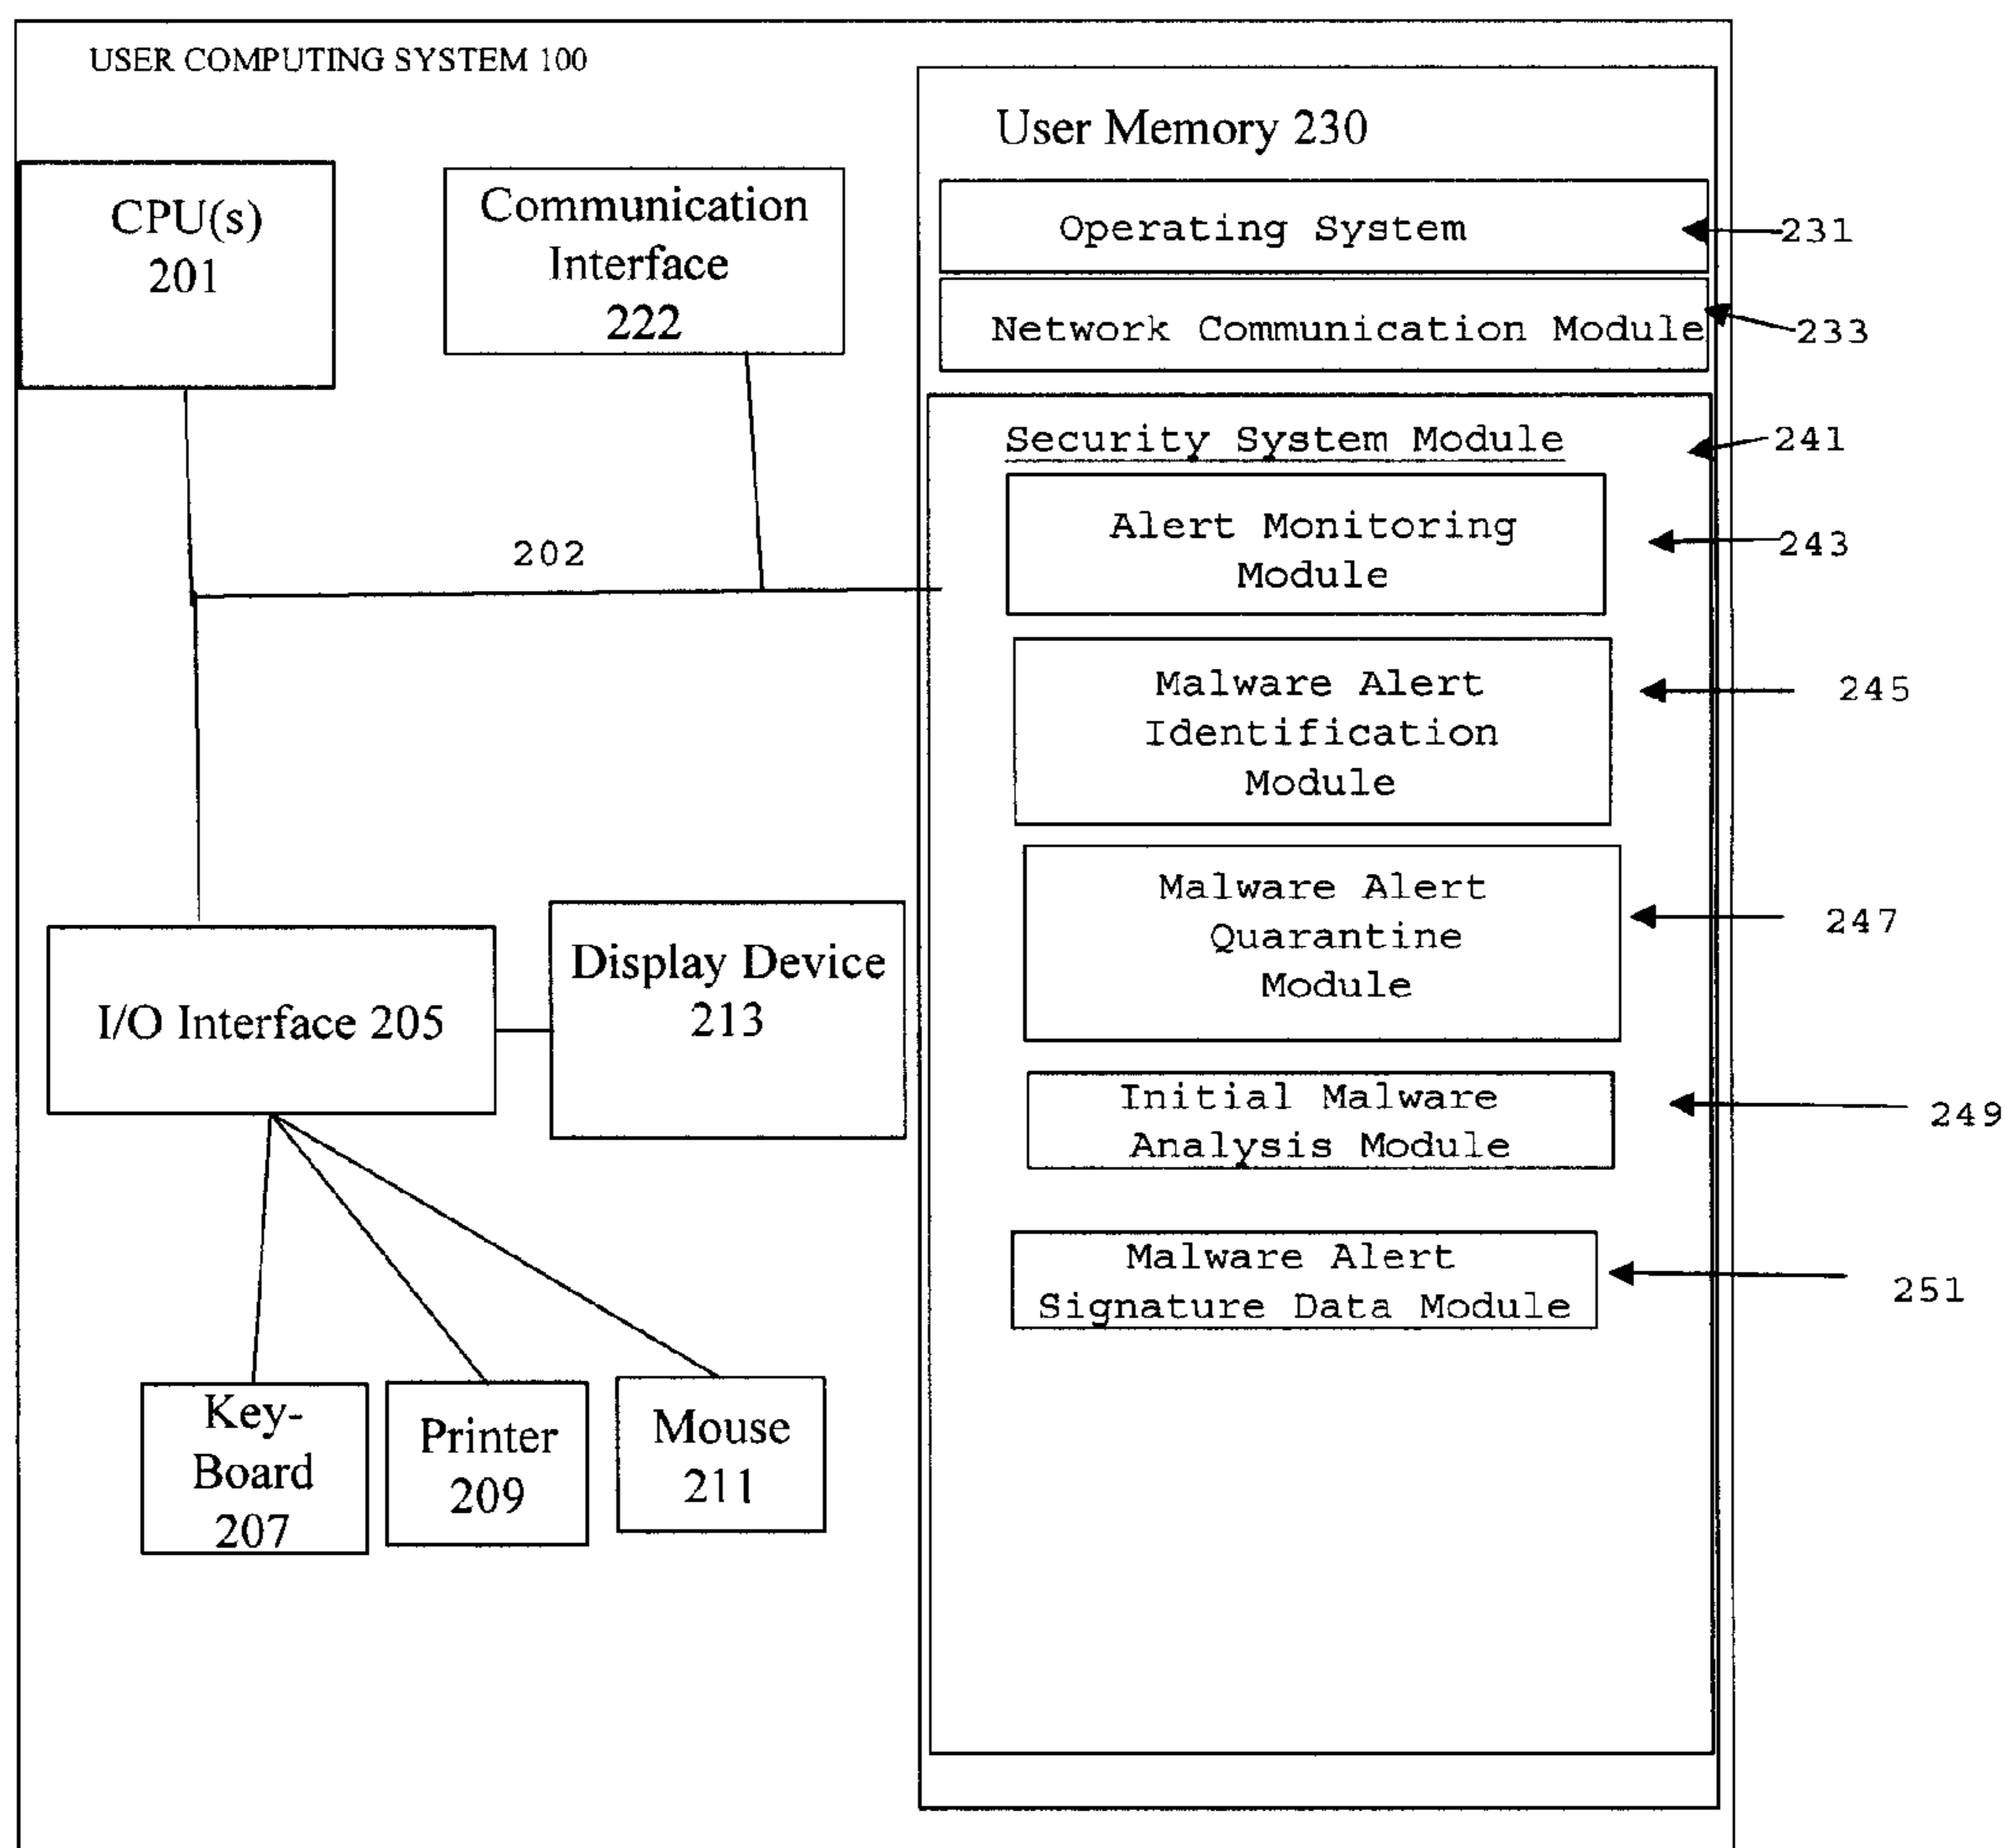 USER COMPUTING SYSTEM 100
CPU(s)
201
Communication
Interface
222
202
I/O Interface 205
Display Device
213
Key-
Board
207
Printer
209
Mouse
211
User Memory 230
Operating System
231
Network Communication Module
233
Security System Module
241
Alert Monitoring
Module
243
Malware Alert
Identification
Module
245
Malware Alert
Quarantine
Module
247
Initial Malware
Analysis Module
249
Malware Alert
Signature Data Module
251